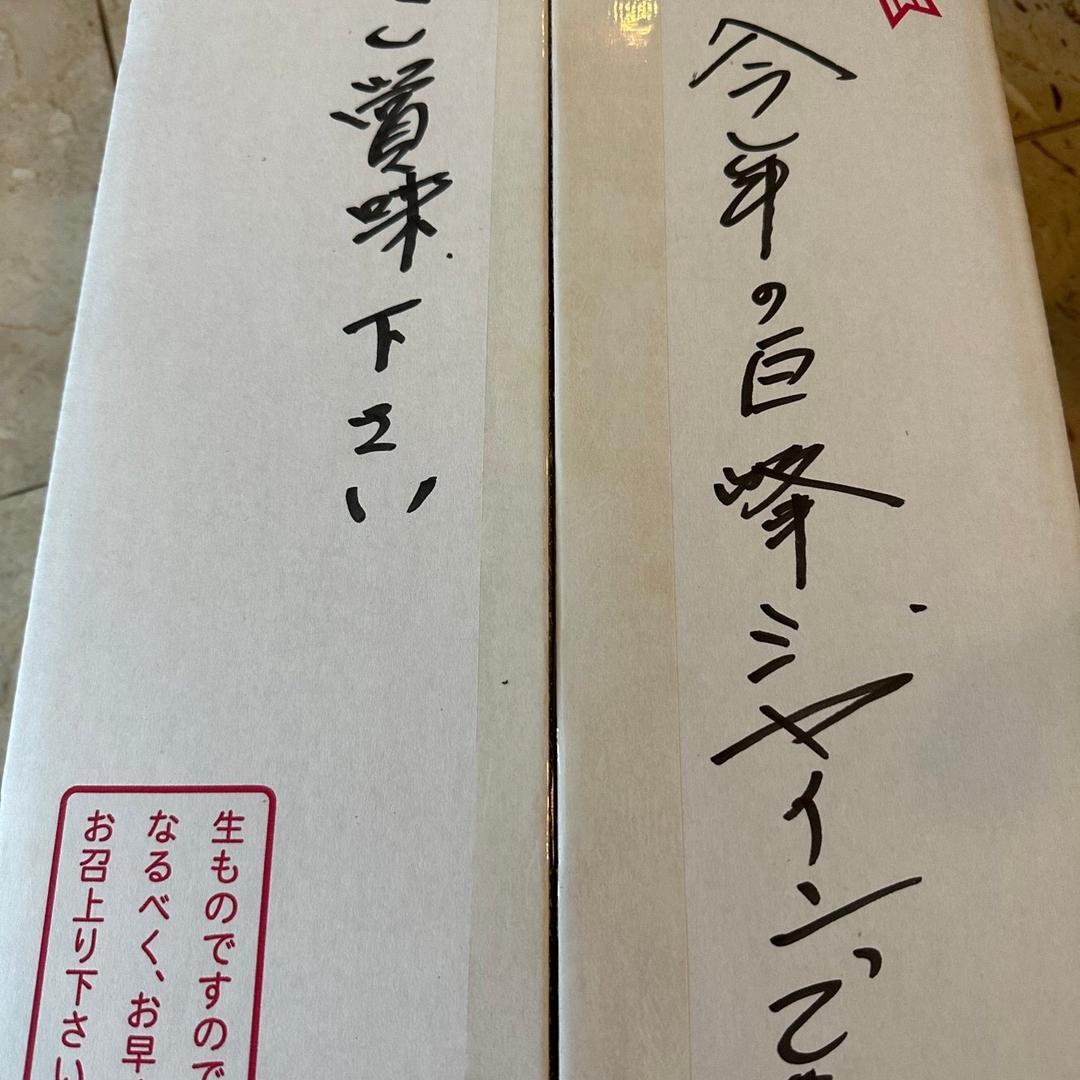 今年の巨峰シャインで
ご賞味下さい
生ものですので
なるべく、お早
お召上り下さい